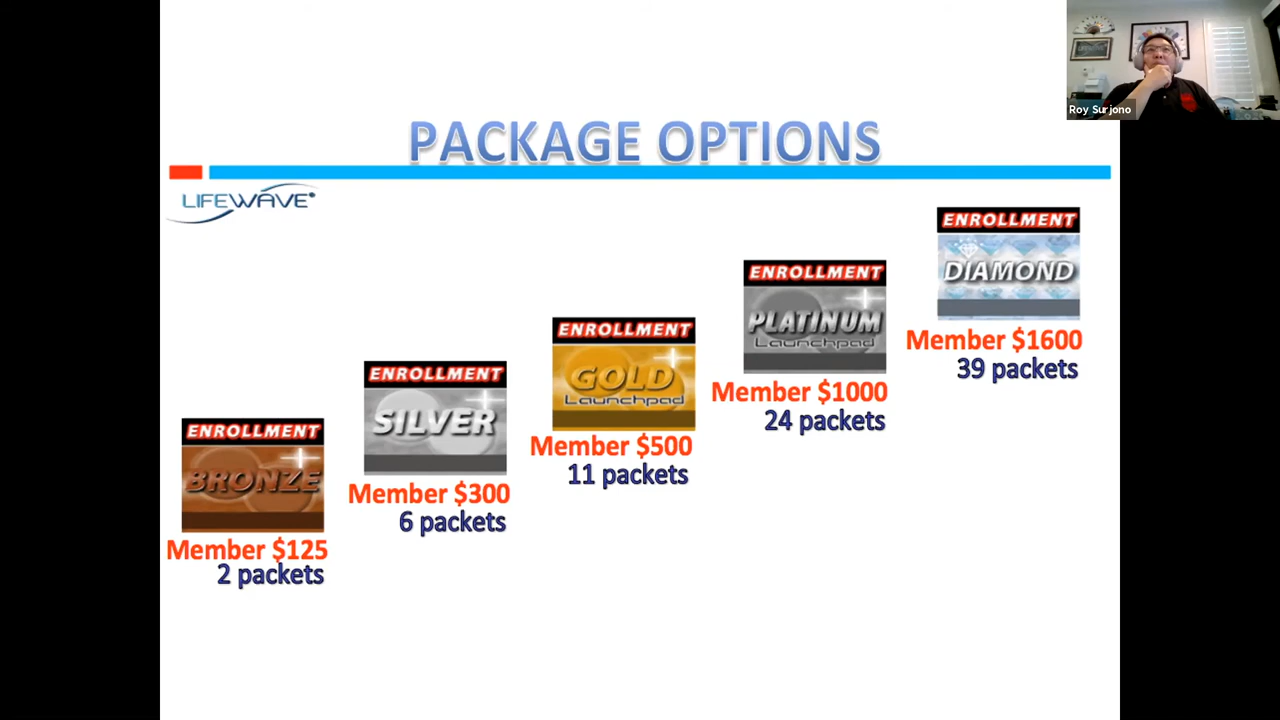 Roy Surjono
PACKAGE OPTIONS
LIFEWAVE®
ENROLLMENT
BRONZE
Member $125
2 packets
ENROLLMENT
SILVER
Member $300
6 packets
ENROLLMENT
GOLD
Launchpad
Member $500
11 packets
ENROLLMENT
PLATINUM
Launchpad
Member $1000
24 packets
ENROLLMENT
DIAMOND
Member $1600
39 packets